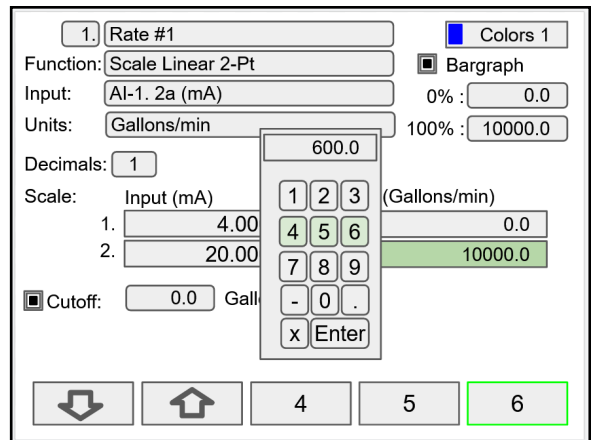 1. Rate #1 Colors 1
Function: Scale Linear 2-Pt Bargraph
Input: AI-1. 2a (mA) 0% : 0.0
Units: Gallons/min 100% : 10000.0
600.0
Decimals: 1
Scale: Input (mA) 1 2 3 (Gallons/min)
1. 4.00 4 5 6 0.0
2. 20.00 7 8 9 10000.0
Cutoff: 0.0 Gall - 0 .
x Enter
4 5 6